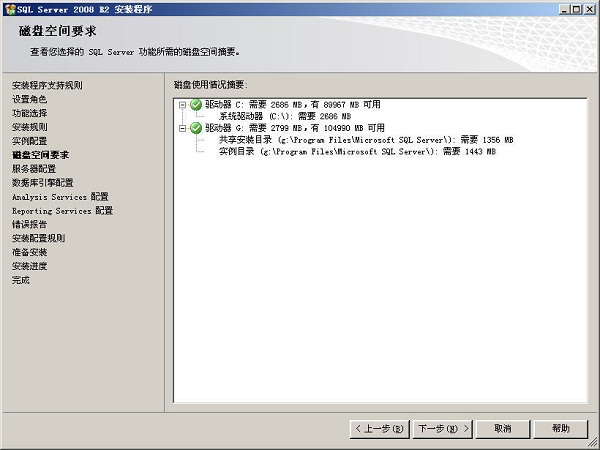 SQL Server 2008 R2 安装程序
磁盘空间要求
查看您选择的 SQL Server 功能所需的磁盘空间摘要。
安装程序支持规则
设置角色
功能选择
安装规则
实例配置
磁盘空间要求
服务器配置
数据库引擎配置
Analysis Services 配置
Reporting Services 配置
错误报告
安装配置规则
准备安装
安装进度
完成
磁盘使用情况摘要:
驱动器 C: 需要 2686 MB，有 89967 MB 可用
系统驱动器 (C:\): 需要 2686 MB
驱动器 G: 需要 2799 MB，有 104990 MB 可用
共享安装目录 (g:\Program Files\Microsoft SQL Server\): 需要 1356 MB
实例目录 (g:\Program Files\Microsoft SQL Server\): 需要 1443 MB
< 上一步(B) 下一步(N) > 取消 帮助